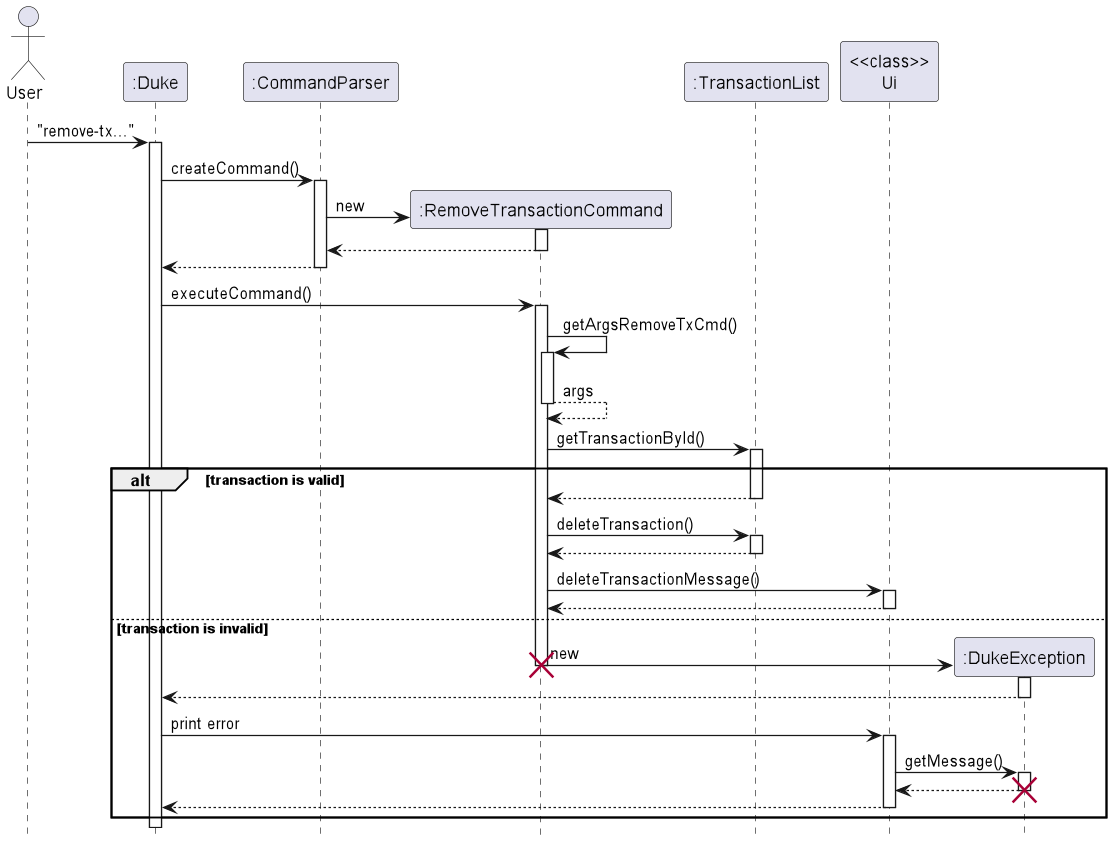 <<class>>
:Duke
:CommandParser
:TransactionList
Ui
User
"remove-tx..."
createCommand()
new
:RemoveTransactionCommand
executeCommand()
getArgsRemoveTxCmd()
args
getTransactionById()
alt
[transaction is valid]
deleteTransaction()
deleteTransactionMessage()
[transaction is invalid]
new
:DukeException
print error
getMessage()